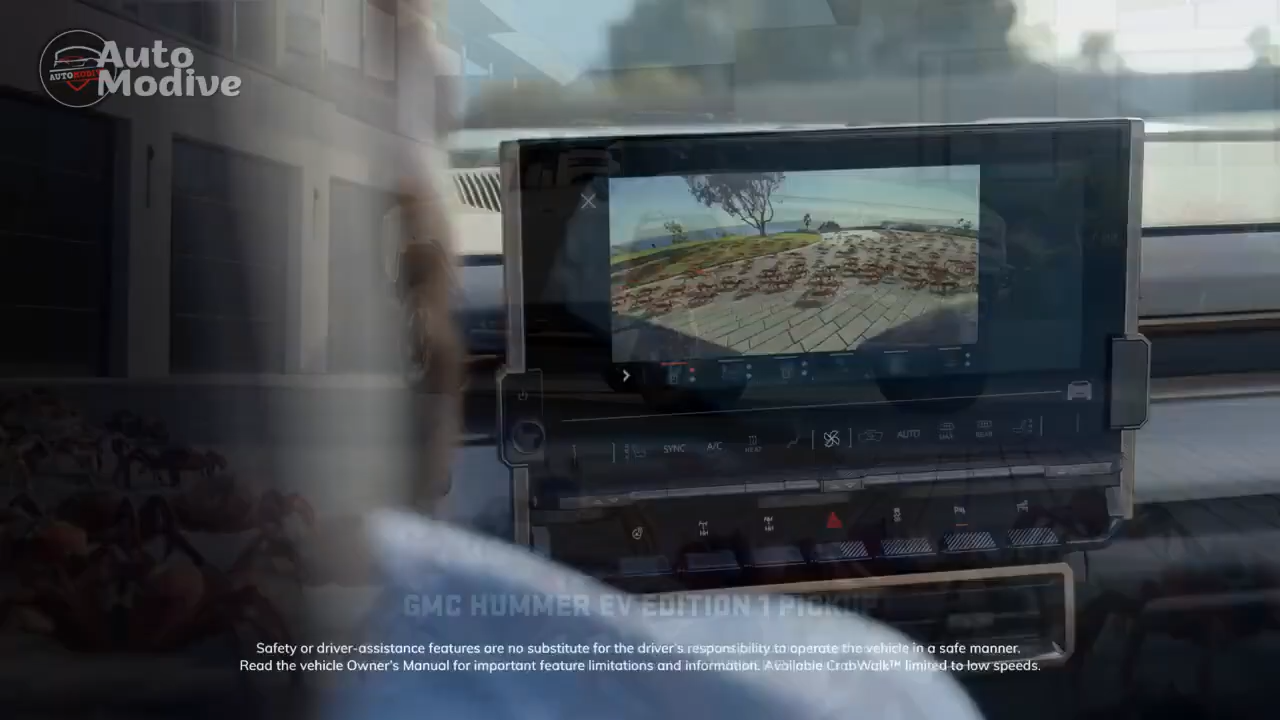 Auto
Modive
AUTOMODIVE
SYNC
A/C
AUTO
REAR
GMC HUMMER EV EDITION 1 PICKUP
Safety or driver-assistance features are no substitute for the driver's responsibility to operate the vehicle in a safe manner.
Read the vehicle Owner's Manual for important feature limitations and information. Available CrabWalk™ limited to low speeds.